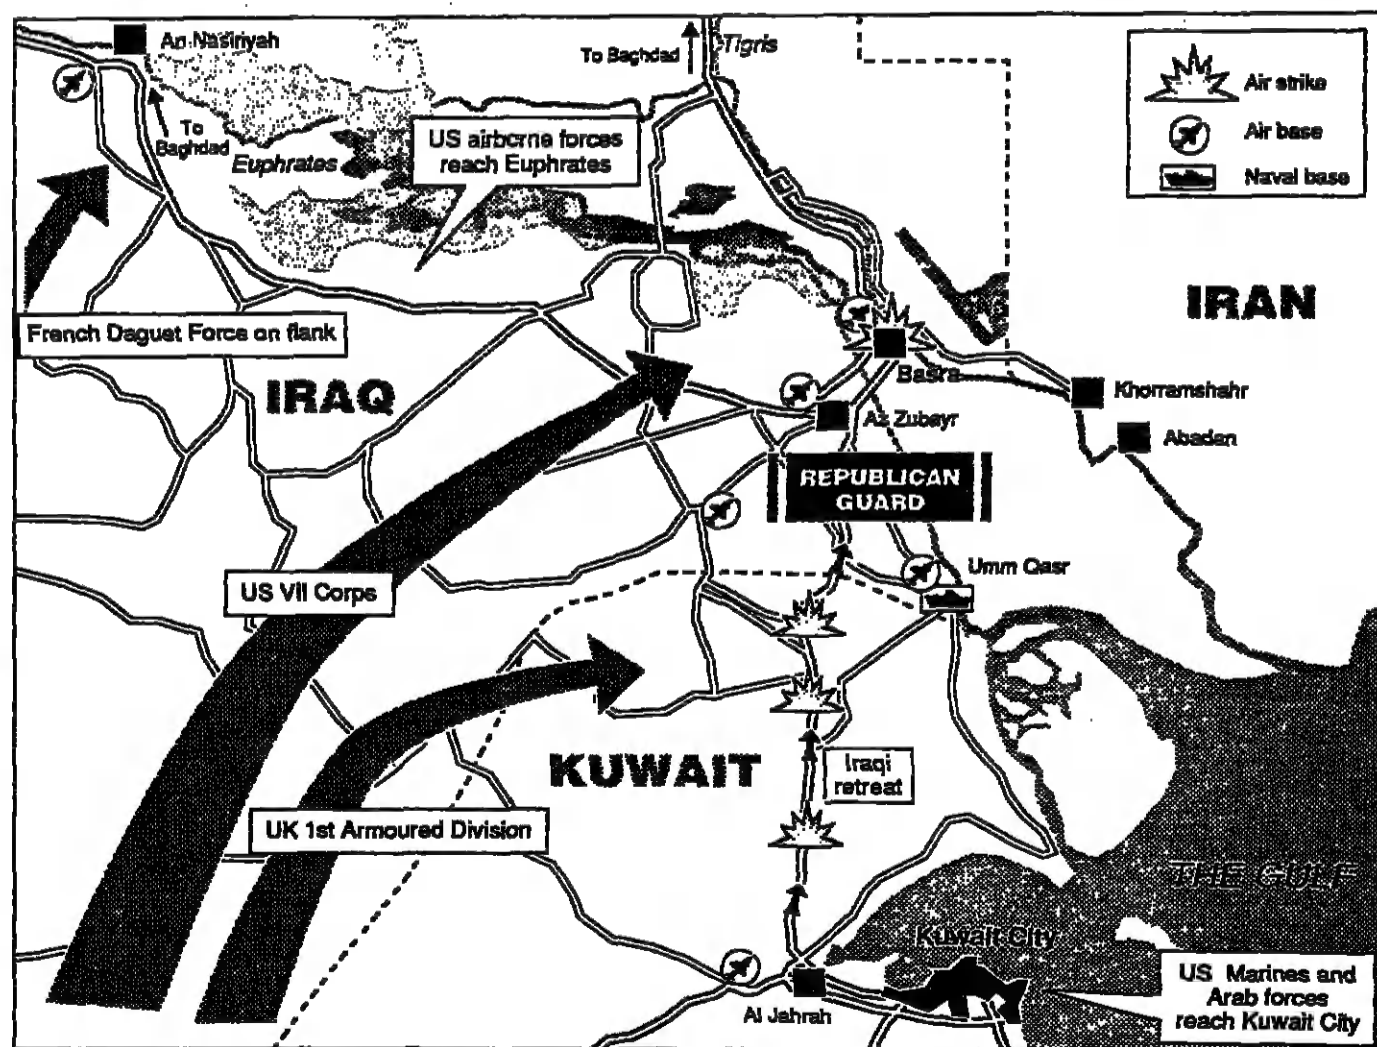 An Nasiriyah
To Baghdad
Tigris
Air strike
Air base
Naval base
To
Baghdad
Euphrates
US airborne forces
reach Euphrates
IRAN
French Daguet Force on flank
IRAQ
Basra
Khorramshahr
Az Zubayr
Abadan
REPUBLICAN
GUARD
US VII Corps
Umm Qasr
KUWAIT
Iraqi
retreat
UK 1st Armoured Division
THE GULF
Kuwait City
US Marines and
Arab forces
reach Kuwait City
Al Jahrah